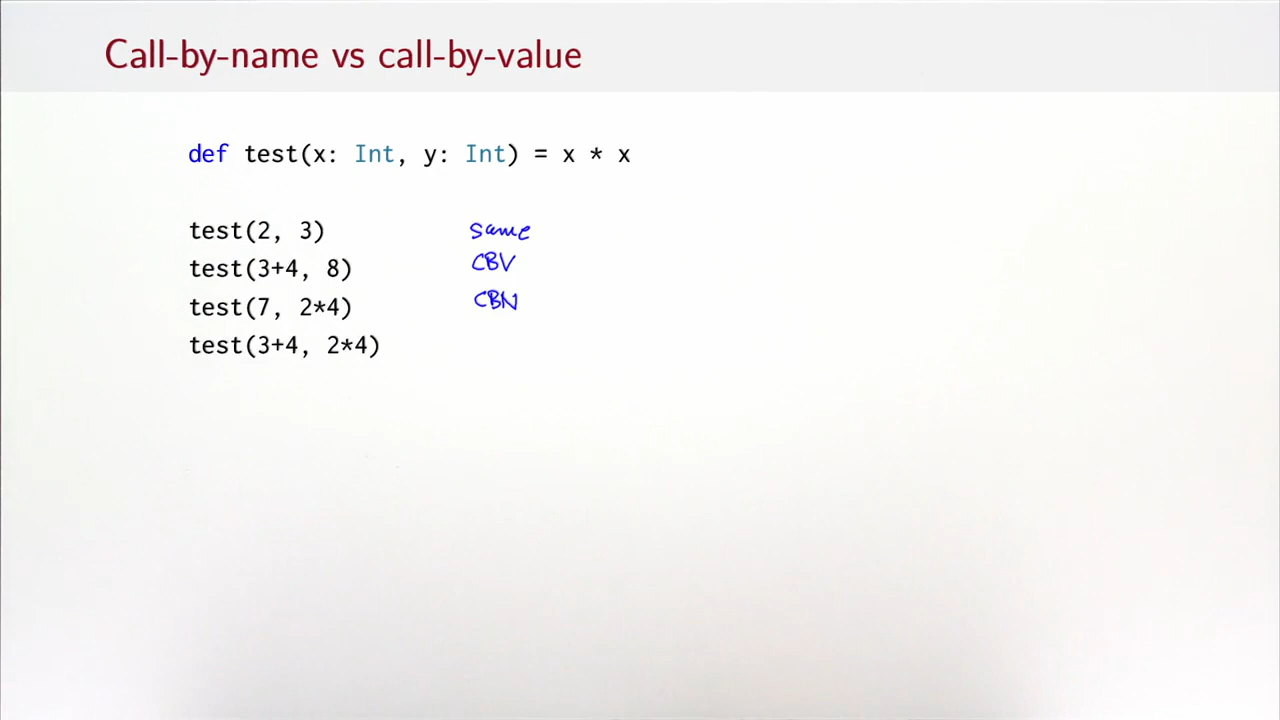 Call-by-name vs call-by-value
def test(x: Int, y: Int) = x * x
test(2, 3) same
test(3+4, 8) CBV
test(7, 2*4) CBN
test(3+4, 2*4)